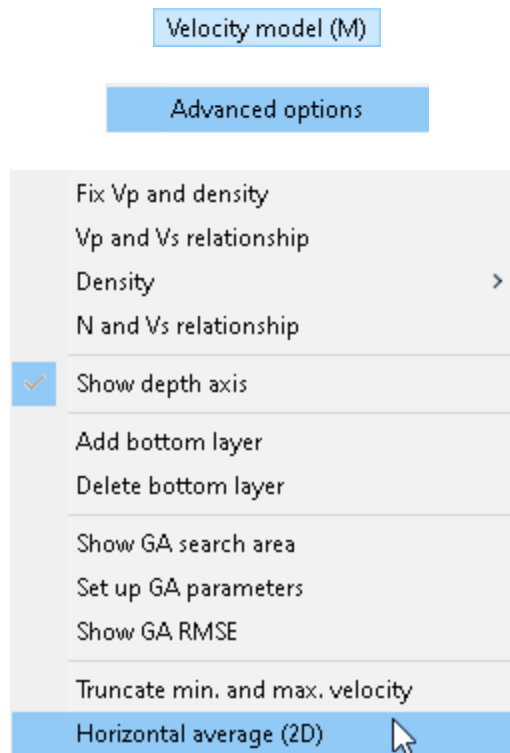 Velocity model (M)
Advanced options
Fix Vp and density
Vp and Vs relationship
Density
N and Vs relationship
Show depth axis
Add bottom layer
Delete bottom layer
Show GA search area
Set up GA parameters
Show GA RMSE
Truncate min. and max. velocity
Horizontal average (2D)